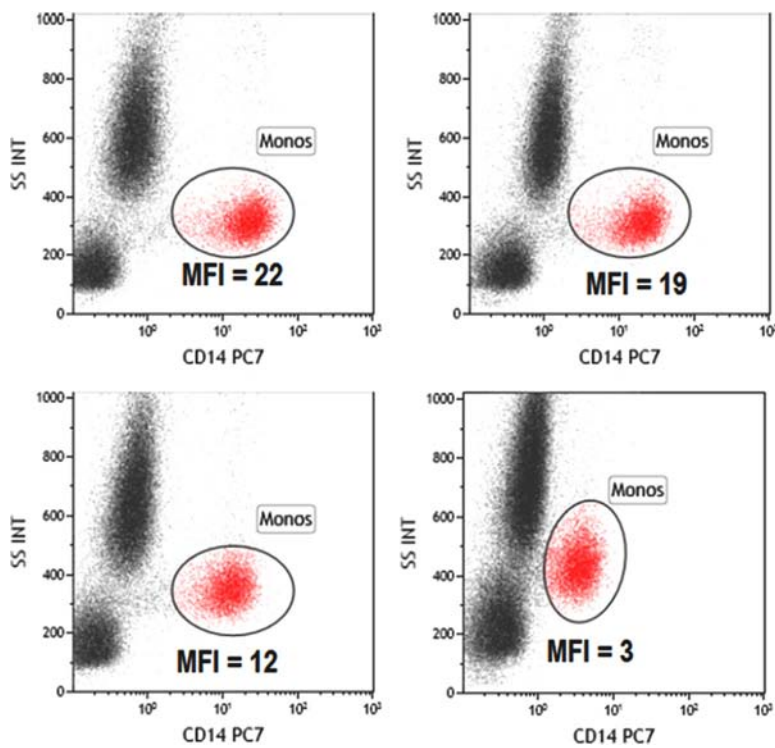 1000
800
600
400
200
0
SS INT
Monos
MFI = 22
10⁰ 10¹ 10² 10³
CD14 PC7
1000
800
600
400
200
0
SS INT
Monos
MFI = 19
10⁰ 10¹ 10² 10³
CD14 PC7
1000
800
600
400
200
0
SS INT
Monos
MFI = 12
10⁰ 10¹ 10² 10³
CD14 PC7
1000
800
600
400
200
0
SS INT
Monos
MFI = 3
10⁰ 10¹ 10² 10³
CD14 PC7